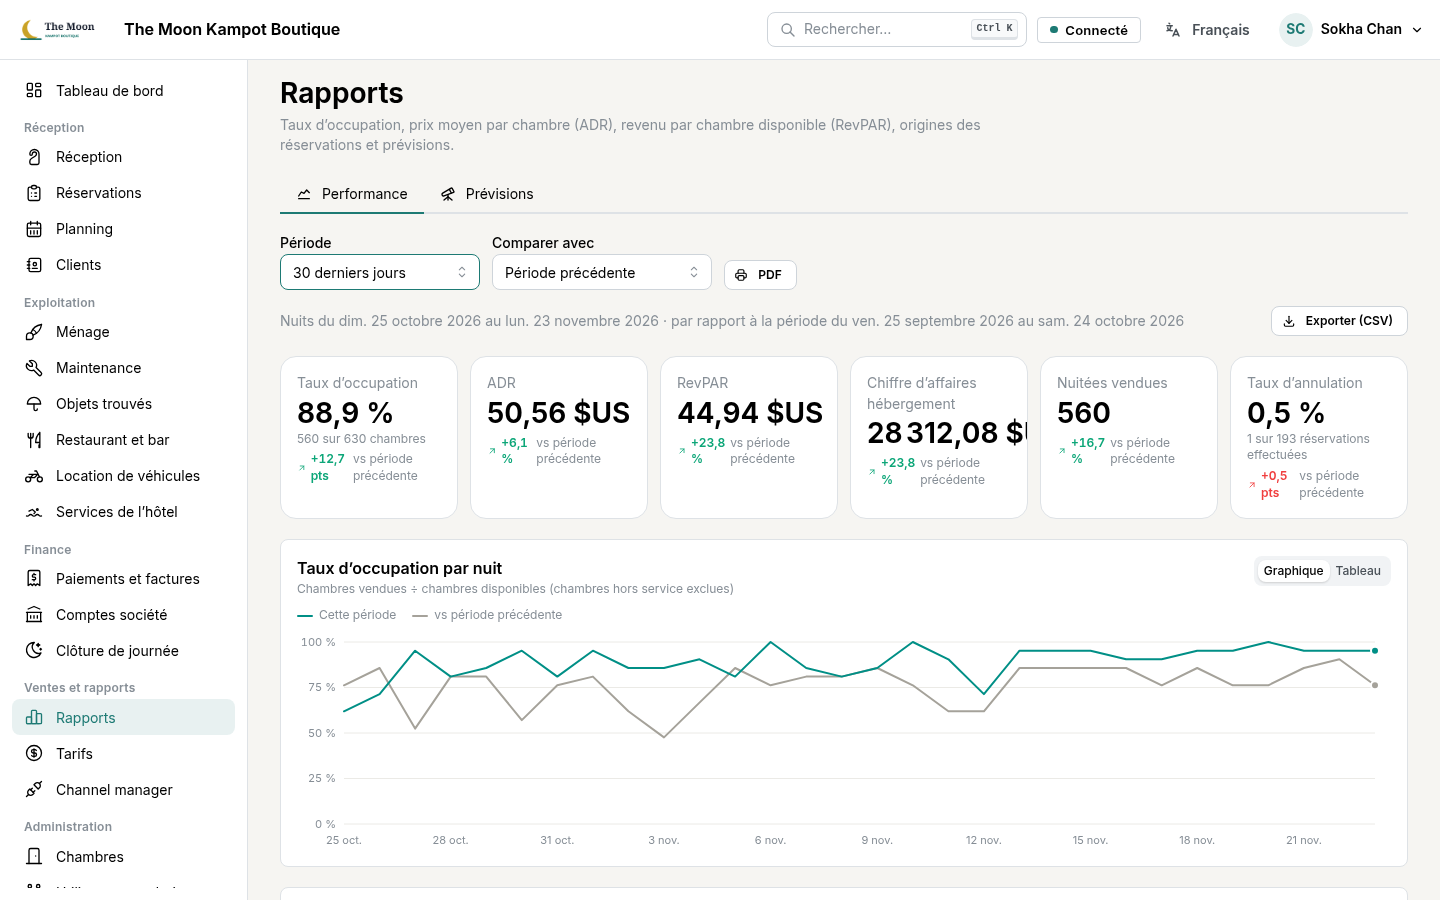 The Moon
KAMPOT BOUTIQUE
The Moon Kampot Boutique
Rechercher...
Ctrl K
Connecté
Français
SC
Sokha Chan
Tableau de bord
Réception
Réception
Réservations
Planning
Clients
Exploitation
Ménage
Maintenance
Objets trouvés
Restaurant et bar
Location de véhicules
Services de l’hôtel
Finance
Paiements et factures
Comptes société
Clôture de journée
Ventes et rapports
Rapports
Tarifs
Channel manager
Administration
Chambres
Rapports
Taux d’occupation, prix moyen par chambre (ADR), revenu par chambre disponible (RevPAR), origines des
réservations et prévisions.
Performance
Prévisions
Période
Comparer avec
30 derniers jours
Période précédente
PDF
Nuits du dim. 25 octobre 2026 au lun. 23 novembre 2026 · par rapport à la période du ven. 25 septembre 2026 au sam. 24 octobre 2026
Exporter (CSV)
Taux d’occupation
88,9 %
560 sur 630 chambres
+12,7 pts
vs période précédente
ADR
50,56 $US
+6,1 %
vs période précédente
RevPAR
44,94 $US
+23,8 %
vs période précédente
Chiffre d’affaires
hébergement
28 312,08 $U
+23,8 %
vs période précédente
Nuitées vendues
560
+16,7 %
vs période précédente
Taux d’annulation
0,5 %
1 sur 193 réservations
effectuées
+0,5 pts
vs période précédente
Taux d’occupation par nuit
Chambres vendues ÷ chambres disponibles (chambres hors service exclues)
Graphique
Tableau
Cette période
vs période précédente
100 %
75 %
50 %
25 %
0 %
25 oct.
28 oct.
31 oct.
3 nov.
6 nov.
9 nov.
12 nov.
15 nov.
18 nov.
21 nov.